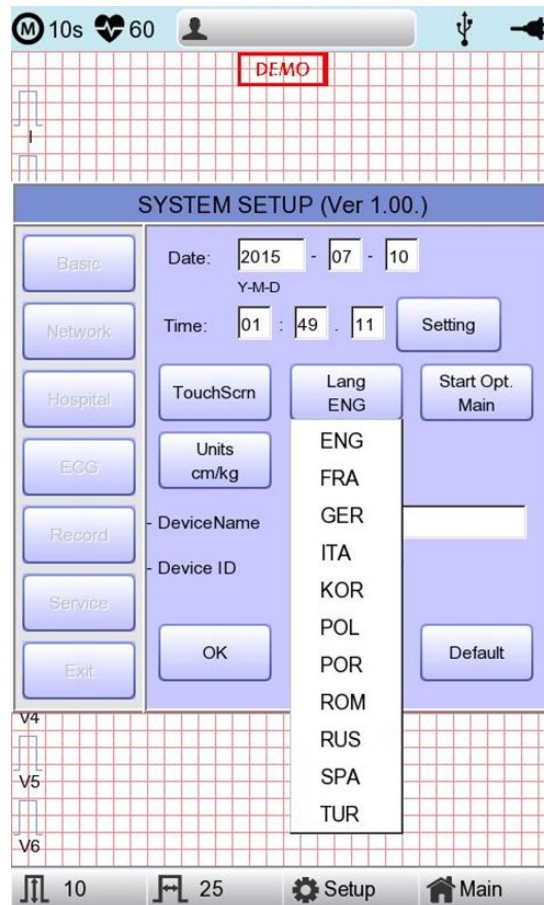 M 10s 60
DEMO
I
SYSTEM SETUP (Ver 1.00.)
Basic
Date: 2015 - 07 - 10
Y-M-D
Network
Time: 01 : 49 . 11 Setting
Hospital
TouchScrn
Lang
ENG
Start Opt.
Main
ECG
Units
cm/kg
ENG
FRA
GER
ITA
KOR
POL
POR
ROM
RUS
SPA
TUR
Record
- DeviceName
- Device ID
Service
Exit
OK
Default
V4
V5
V6
10 25 Setup Main